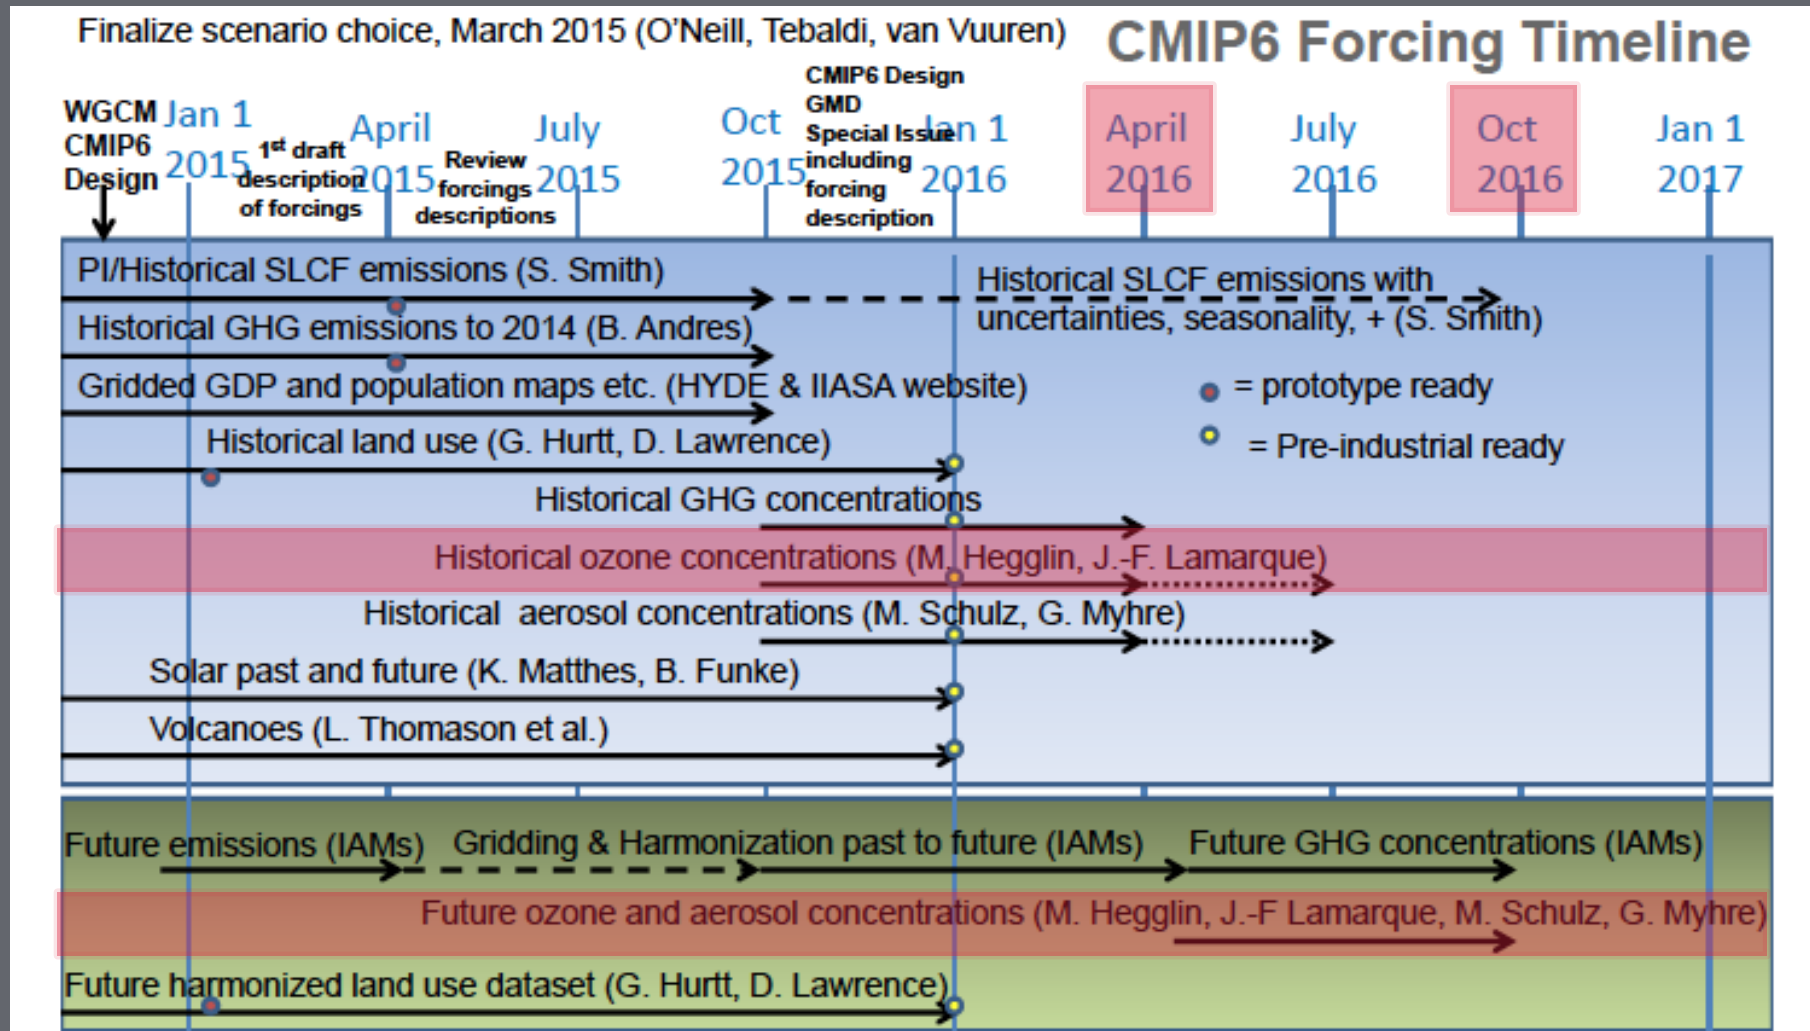 Finalize scenario choice, March 2015 (O'Neill, Tebaldi, van Vuuren)
CMIP6 Forcing Timeline
WGCM
CMIP6
Design
Jan 1
2015
1st draft
description
of forcings
April
2015
Review
forcings
descriptions
July
2015
Oct
2015
CMIP6 Design
GMD
Special Issue
including
forcing
description
Jan 1
2016
April
2016
July
2016
Oct
2016
Jan 1
2017
PI/Historical SLCF emissions (S. Smith)
Historical SLCF emissions with
uncertainties, seasonality, + (S. Smith)
Historical GHG emissions to 2014 (B. Andres)
Gridded GDP and population maps etc. (HYDE & IIASA website)
= prototype ready
Historical land use (G. Hurtt, D. Lawrence)
= Pre-industrial ready
Historical GHG concentrations
Historical ozone concentrations (M. Hegglin, J.-F. Lamarque)
Historical aerosol concentrations (M. Schulz, G. Myhre)
Solar past and future (K. Matthes, B. Funke)
Volcanoes (L. Thomason et al.)
Future emissions (IAMs)
Gridding & Harmonization past to future (IAMs)
Future GHG concentrations (IAMs)
Future ozone and aerosol concentrations (M. Hegglin, J.-F Lamarque, M. Schulz, G. Myhre)
Future harmonized land use dataset (G. Hurtt, D. Lawrence)